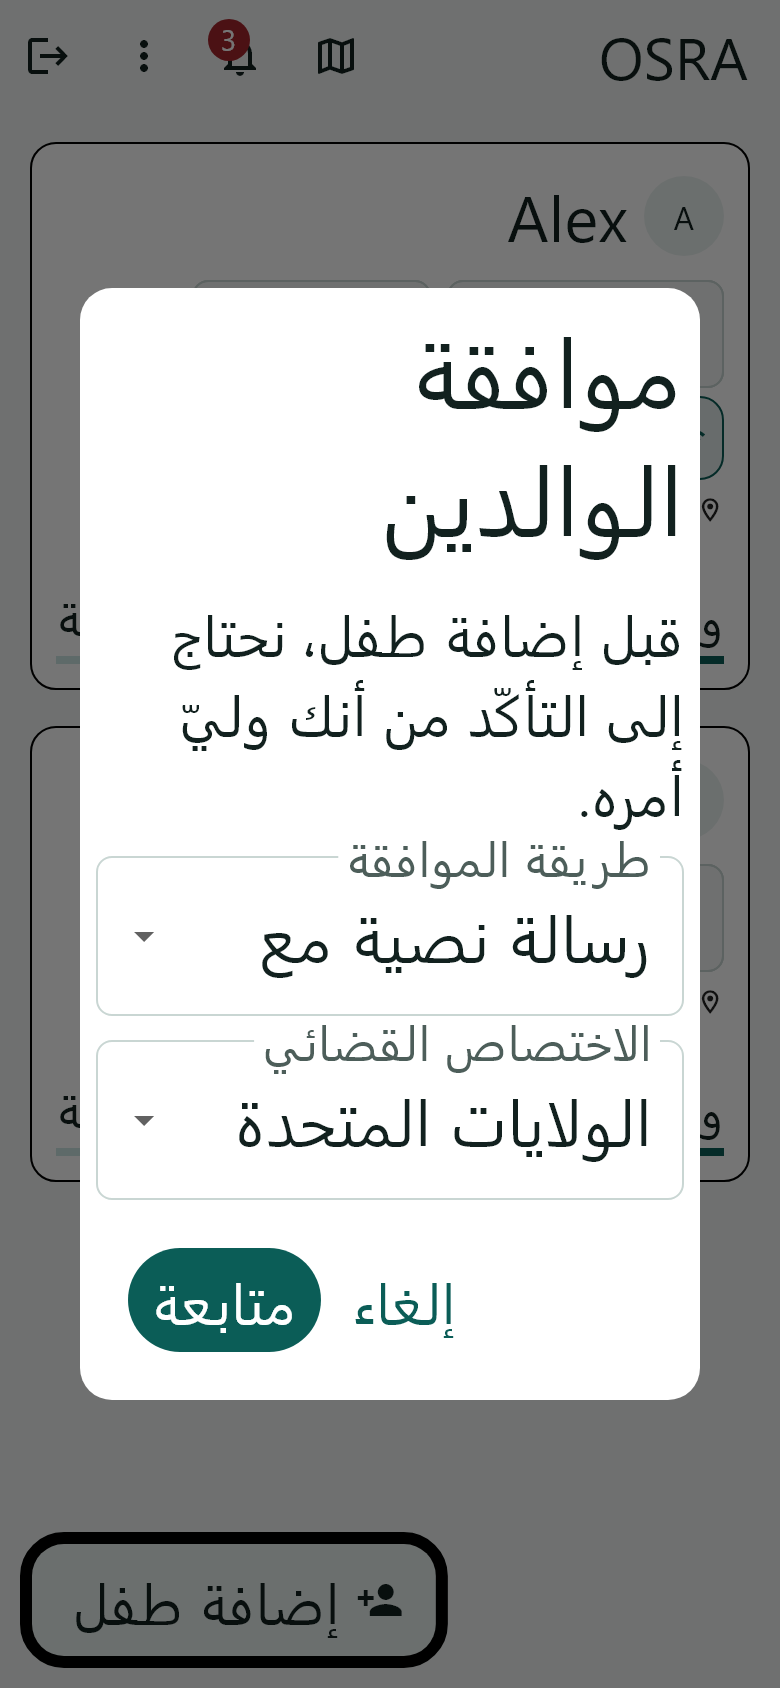 OSRA
3
Alex
A
موافقة
الوالدين
قبل إضافة طفل، نحتاج
إلى التأكّد من أنك وليّ
أمره.
طريقة الموافقة
رسالة نصية مع
الاختصاص القضائي
الولايات المتحدة
إلغاء
متابعة
إضافة طفل